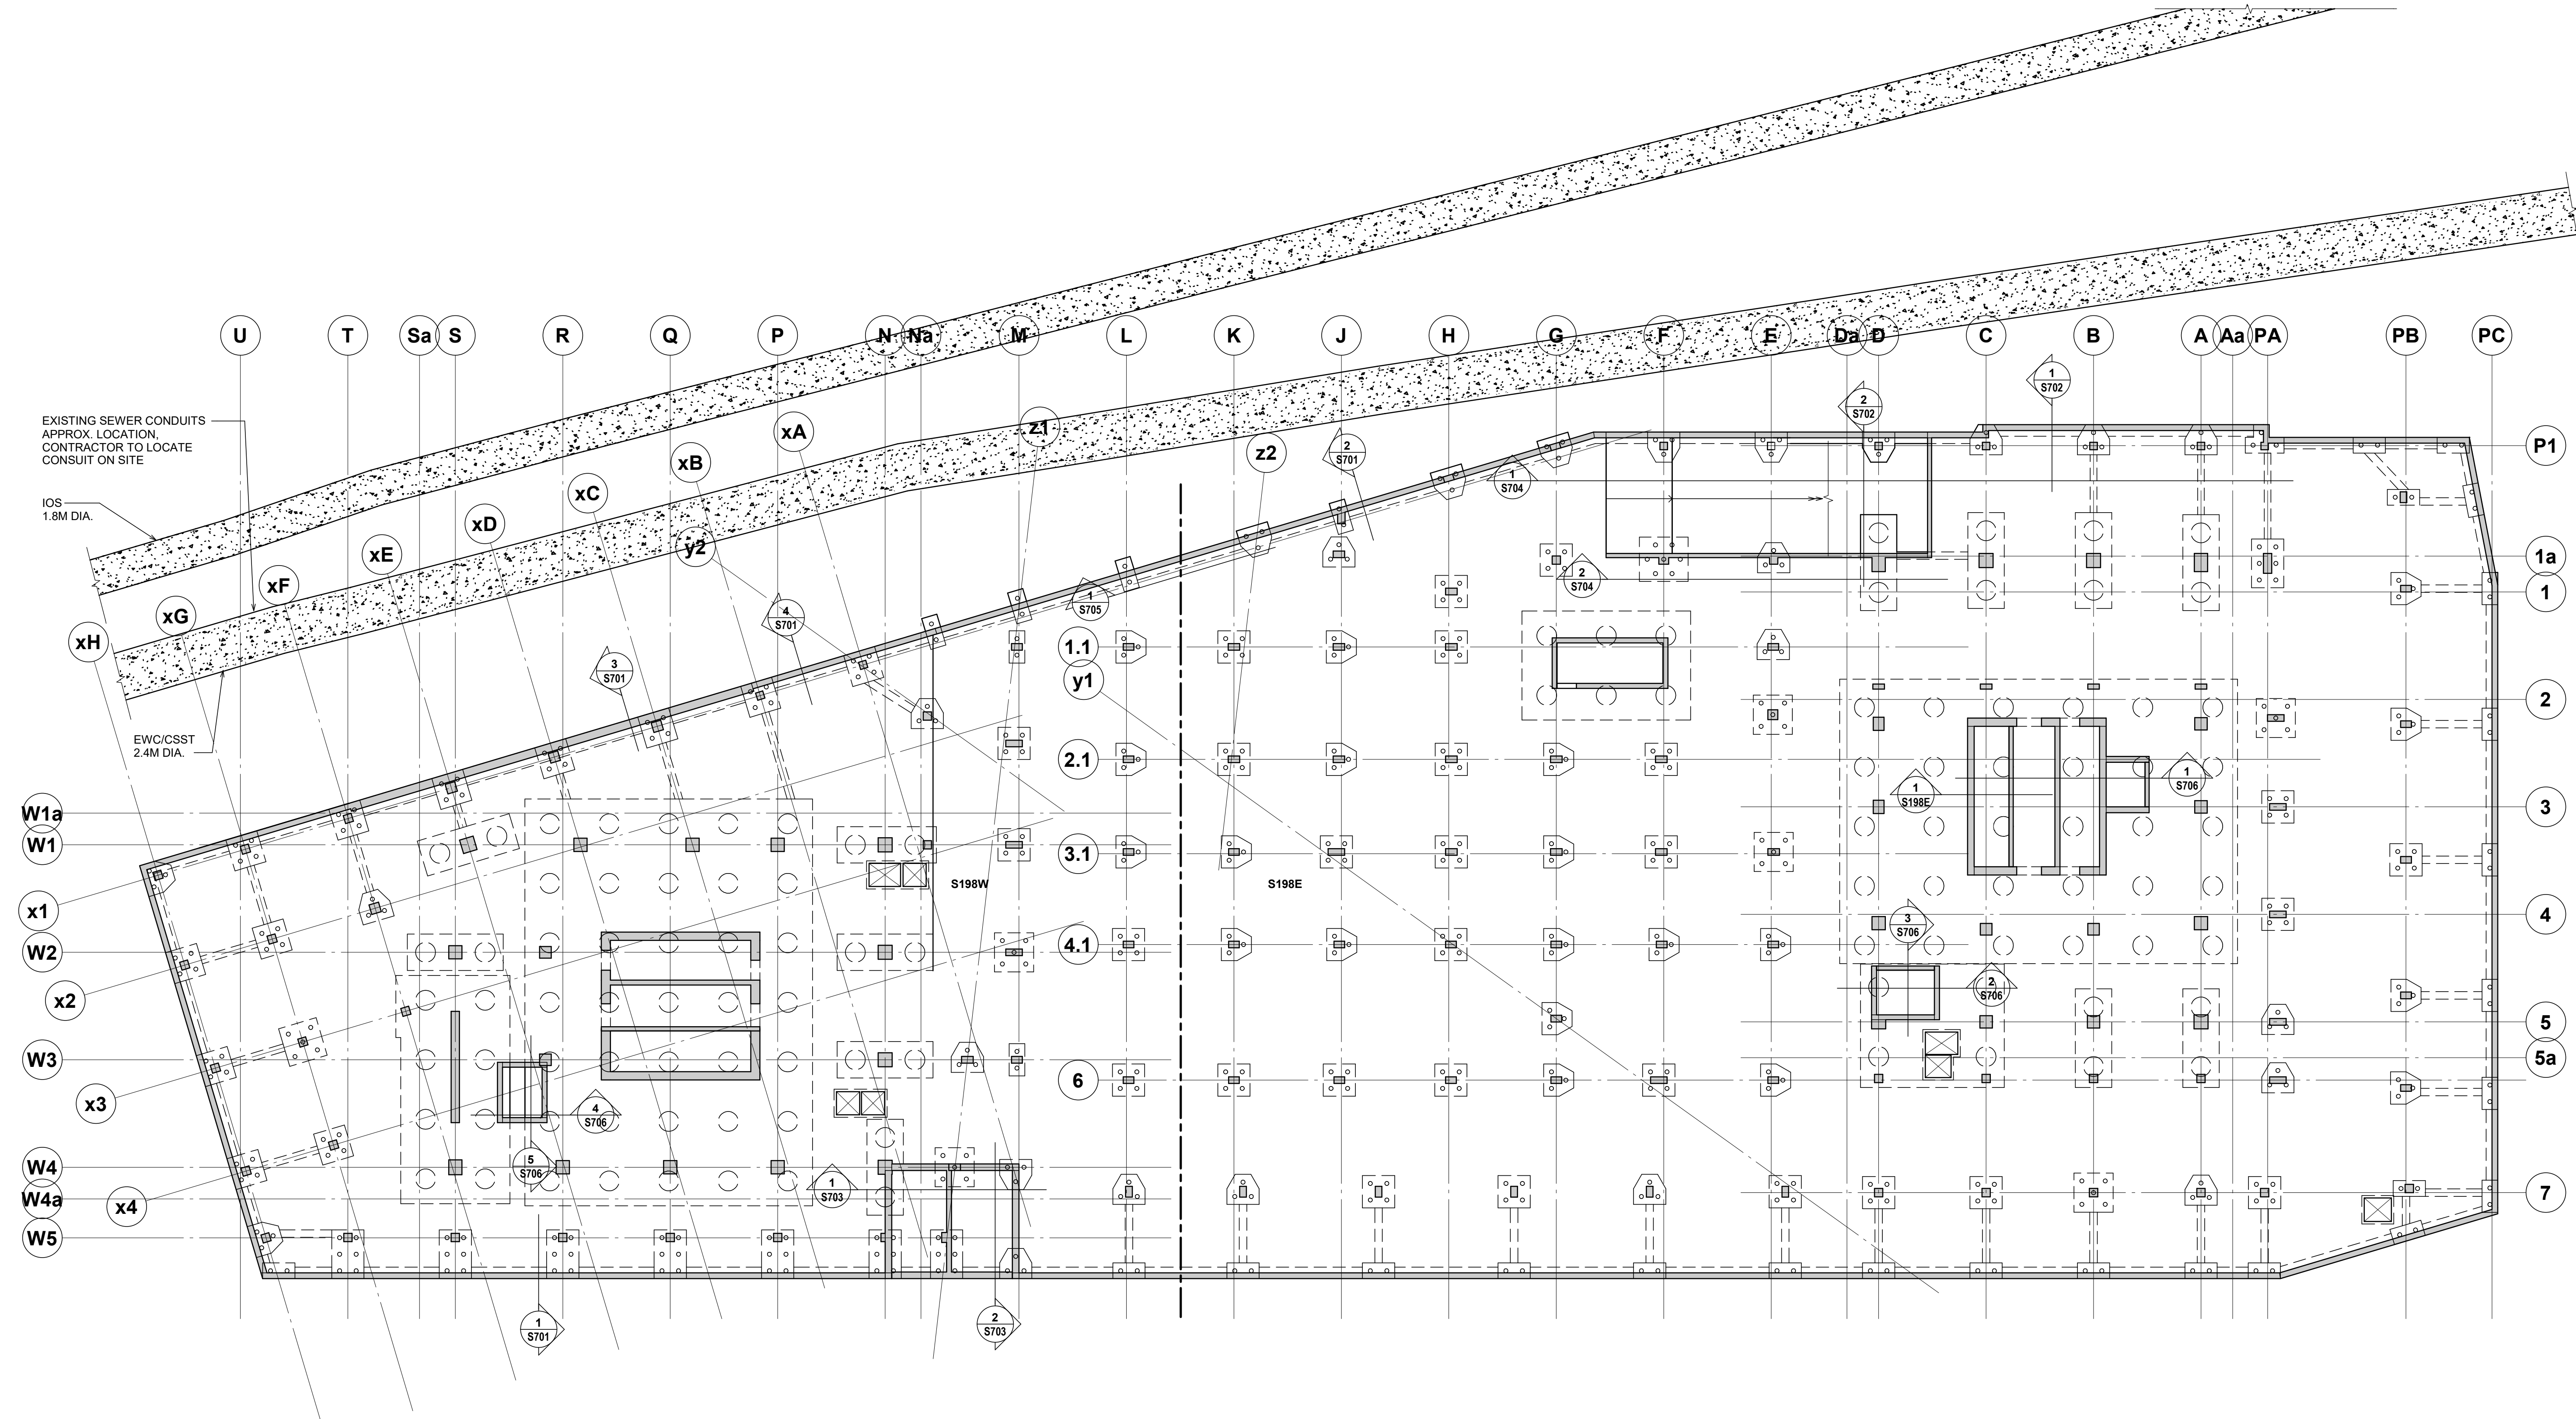 U
T
Sa
S
R
Q
P
N
Na
M
L
K
J
H
G
F
E
Da
D
C
B
A
Aa
PA
PB
PC
1
S702
2
S702
EXISTING SEWER CONDUITS
APPROX. LOCATION,
CONTRACTOR TO LOCATE
CONSUIT ON SITE
IOS
1.8M DIA.
xA
z1
z2
2
S701
P1
xB
xC
xD
xE
xF
xG
xH
y2
1
S704
2
S704
1a
1
4
S701
1
S705
3
S701
1.1
y1
2
EWC/CSST
2.4M DIA.
2.1
1
S706
1
S198E
W1a
W1
3
3.1
S198W
S198E
x1
W2
4.1
3
S706
4
x2
2
S706
5
W3
6
5a
x3
4
S706
W4
5
S706
1
S703
W4a
x4
7
W5
1
S701
2
S703